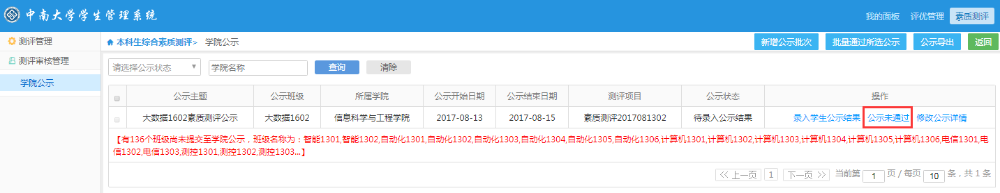 中南大学学生管理系统
我的面板 评优管理 素质测评
测评管理
测评审核管理
学院公示
本科生综合素质测评> 学院公示
新增公示批次 批量通过所选公示 公示导出 返回
请选择公示状态 学院名称 查询 清除
公示主题 公示班级 所属学院 公示开始日期 公示结束日期 测评项目 公示状态 操作
大数据1602素质测评公示 大数据1602 信息科学与工程学院 2017-08-13 2017-08-15 素质测评2017081302 待录入公示结果 录入学生公示结果 公示未通过 修改公示详情
【有136个班级尚未提交至学院公示，班级名称为：智能1301,智能1302,自动化1301,自动化1302,自动化1303,自动化1304,自动化1305,自动化1306,计算机1301,计算机1302,计算机1303,计算机1304,计算机1305,计算机1306,电信1301,电
信1302,电信1303,测控1301,测控1302,测控1303...】
<< 上一页 1 下一页 >> 当前第 1 页 / 每页 10 条，共 1 条